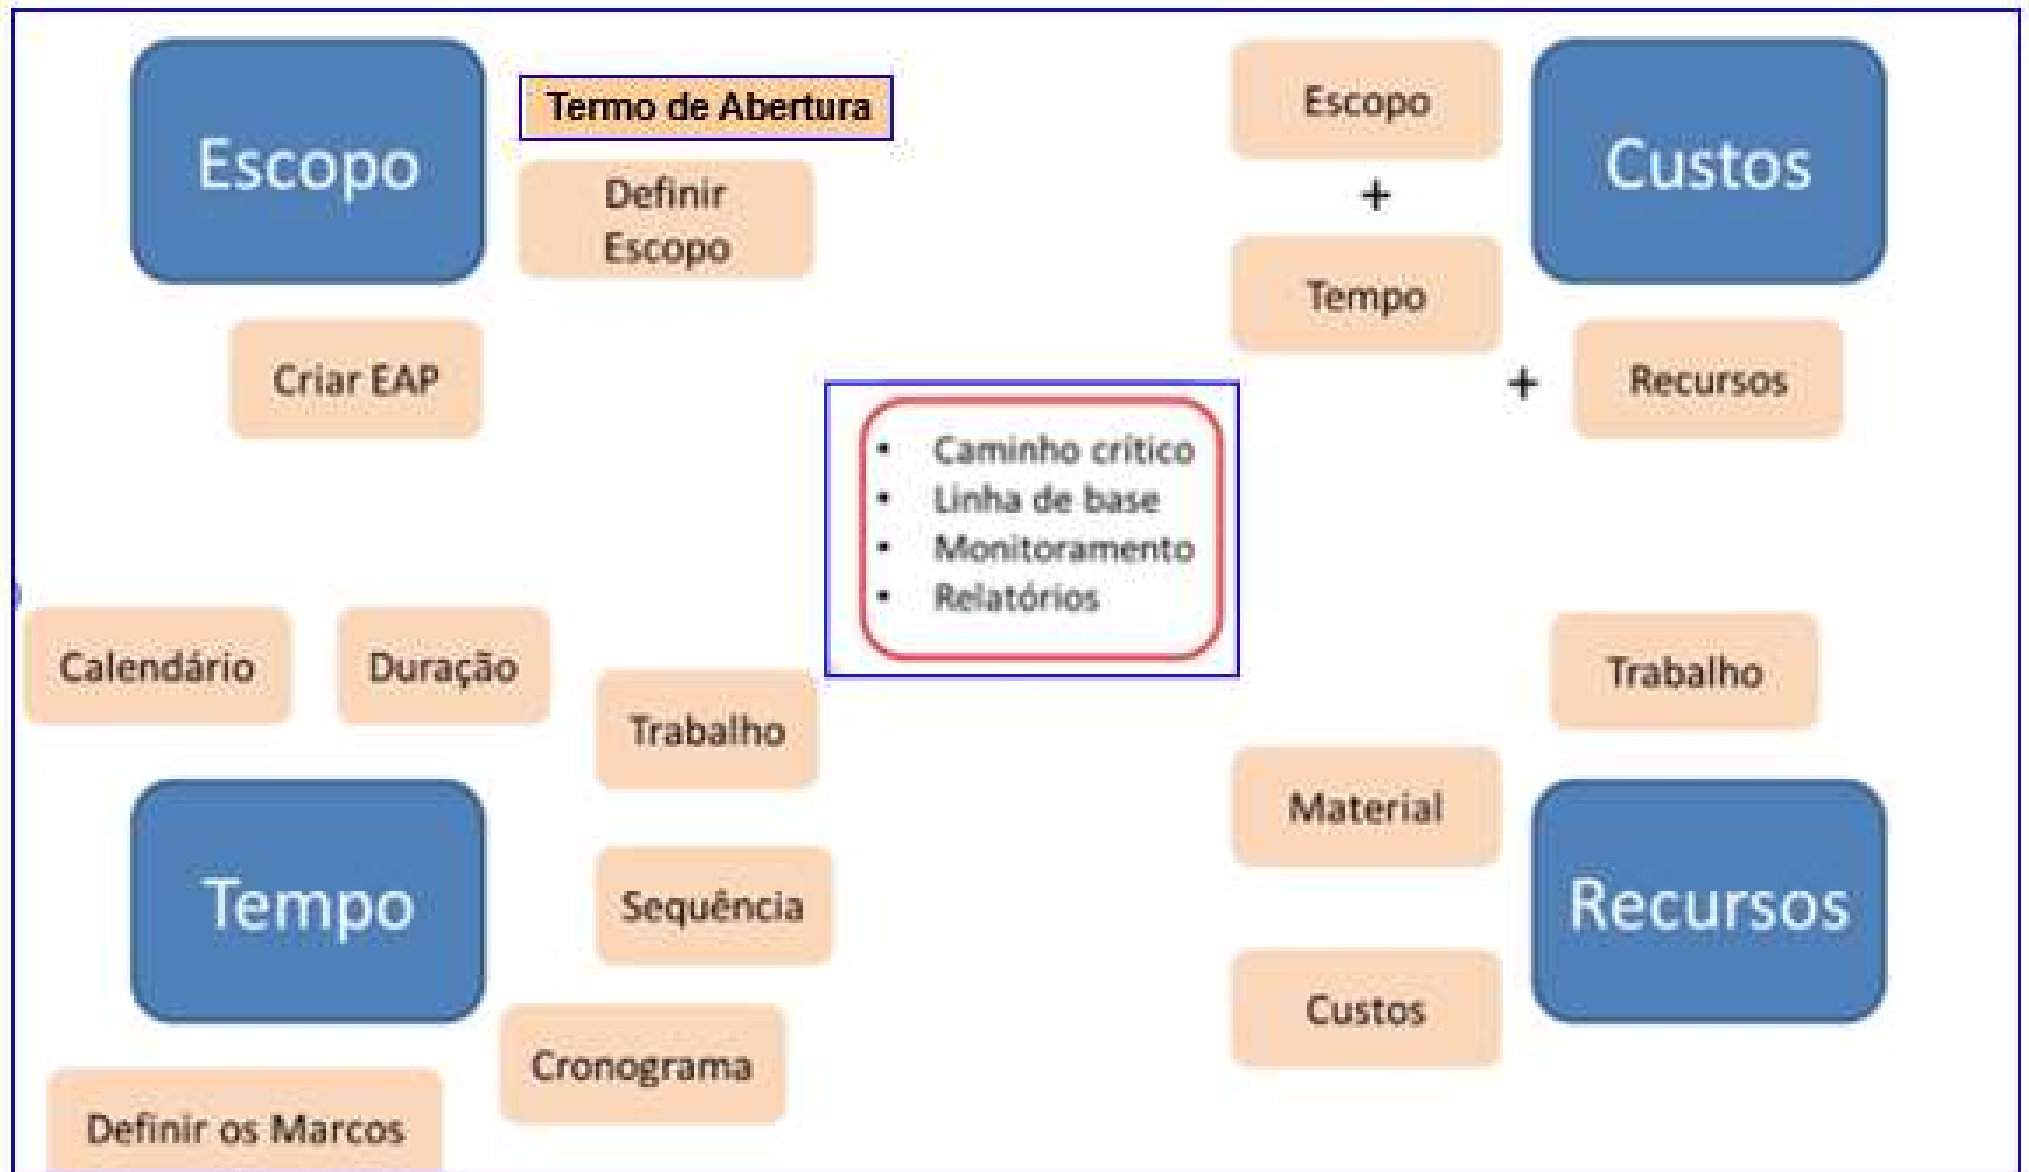 Escopo
Termo de Abertura
Definir
Escopo
Criar EAP
Escopo
+
Tempo
+
Recursos
Custos
• Caminho crítico
• Linha de base
• Monitoramento
• Relatórios
Calendário
Duração
Trabalho
Tempo
Sequência
Cronograma
Definir os Marcos
Trabalho
Material
Recursos
Custos